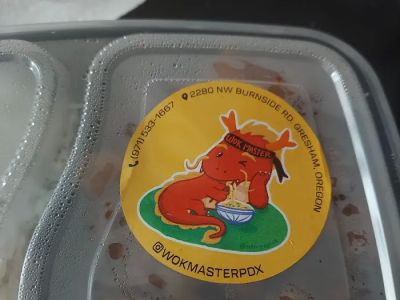 (971) 533-1667
2280 NW BURNSIDE RD, GRESHAM, OREGON
WOK MASTER
@WOKMASTERPDX